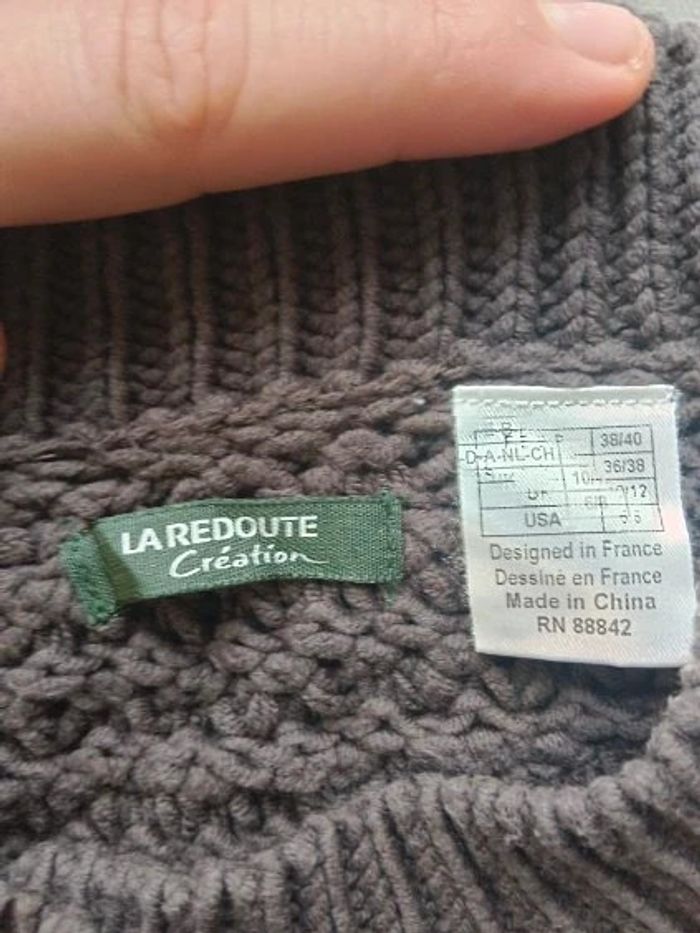 LA REDOUTE
Création
38/40
D-A-NL-CH 36/38
USA
Designed in France
Dessiné en France
Made in China
RN 88842